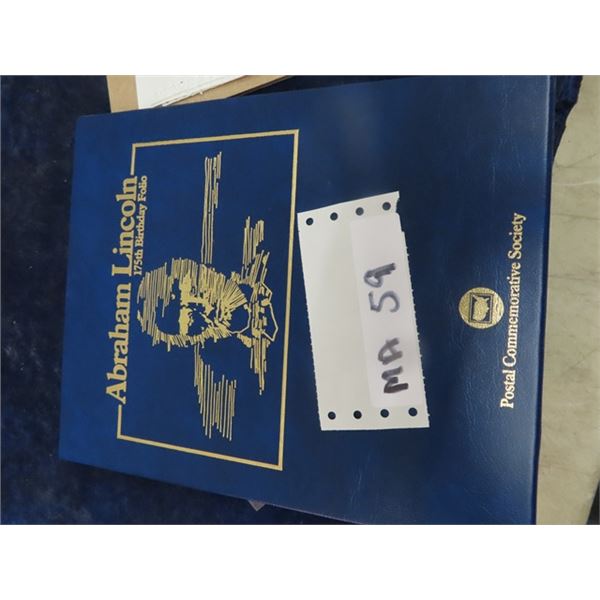 Abraham Lincoln
175th Birthday Folio
MA 59
Postal Commemorative Society